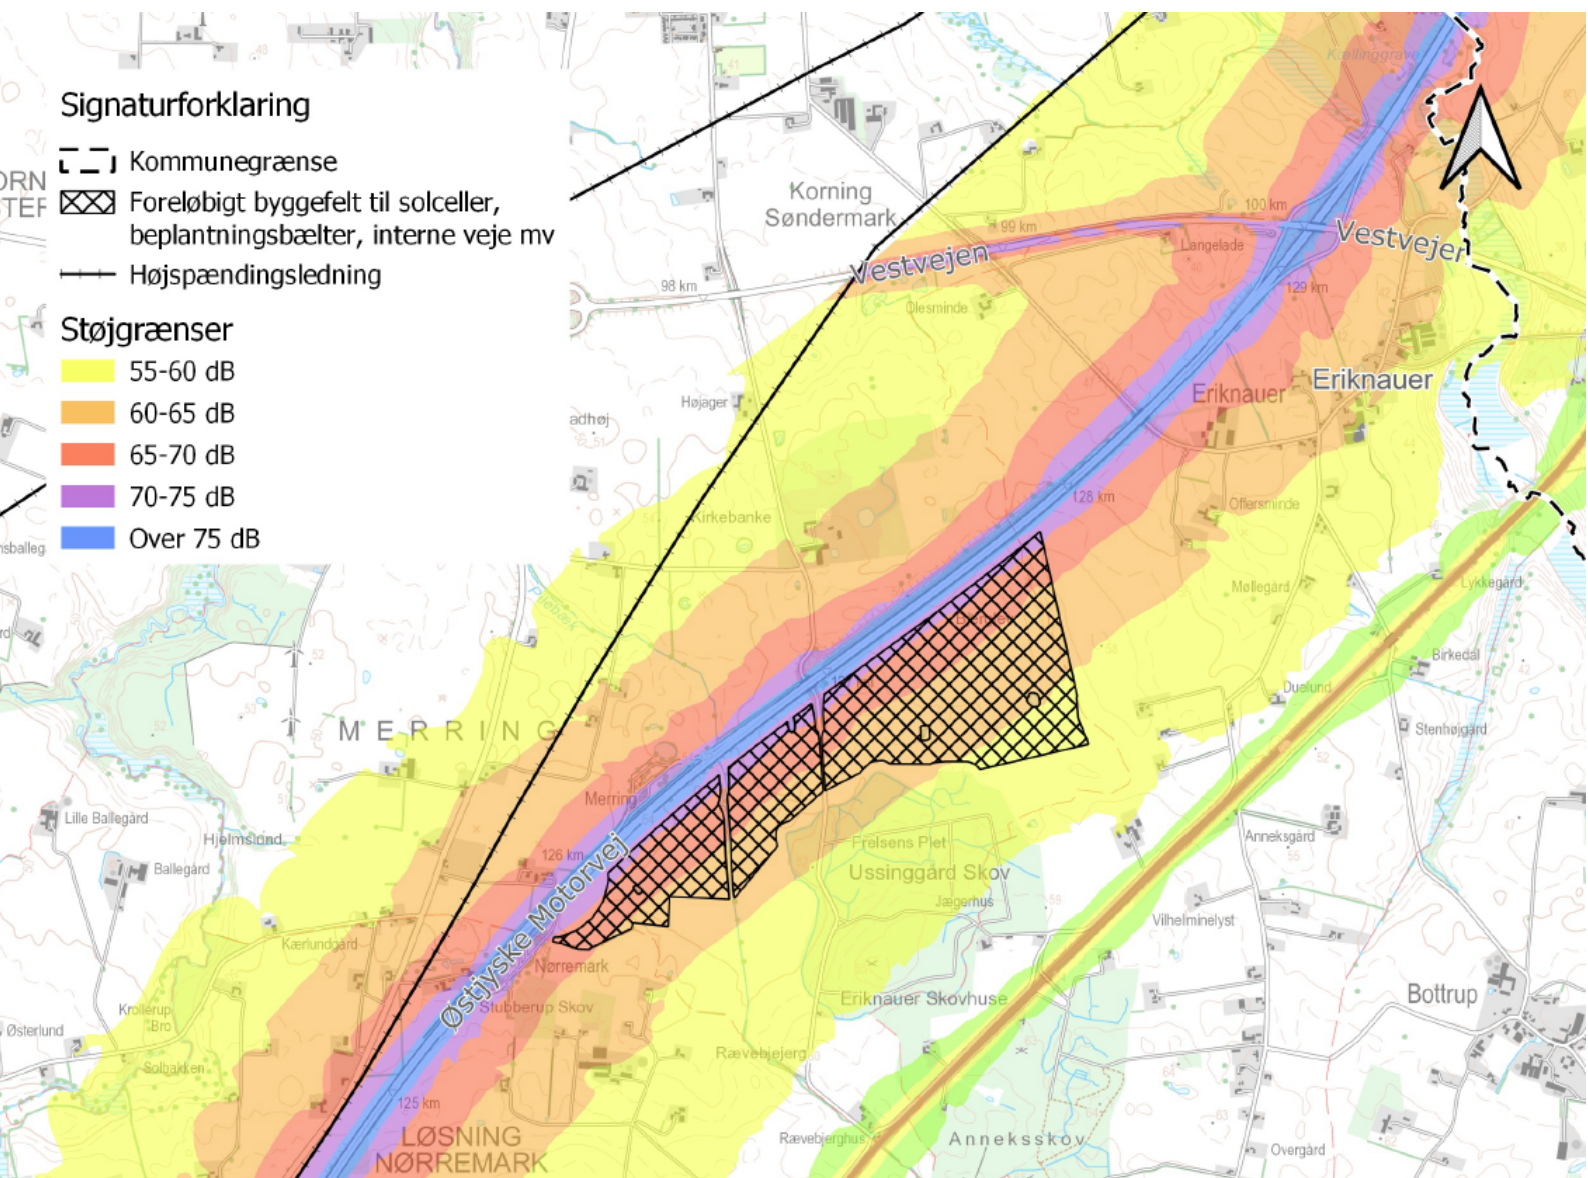 Signaturforklaring
Kommunegrænse
Foreløbigt byggefelt til solceller,
beplantningsbælter, interne veje mv
Højspændingsledning
Støjgrænser
55-60 dB
60-65 dB
65-70 dB
70-75 dB
Over 75 dB
Korning
Søndermark
99 km
100 km
Langelade
Vestvejen
Vestvejen
98 km
129 km
Olesminde
Højager
Eriknauer
Eriknauer
128 km
Offersminde
Kirkebanke
Møllegård
Lykkegård
Birkedal
Duelund
Stenhøjgård
MERRING
Merring
Lille Ballegård
Hjelmslund
Ballegård
126 km
Østjyske Motorvej
Frelsens Plet
Ussinggård Skov
Jægerhus
Anneksgård
Vilhelminelyst
Kærlundgård
Nørremark
Stubberup Skov
Eriknauer Skovhuse
Bottrup
Krollerup
Bro
Østerlund
Solbakken
Rævebjerg
125 km
LØSNING
NØRREMARK
Rævebjerghus
Anneksskov
Overgård